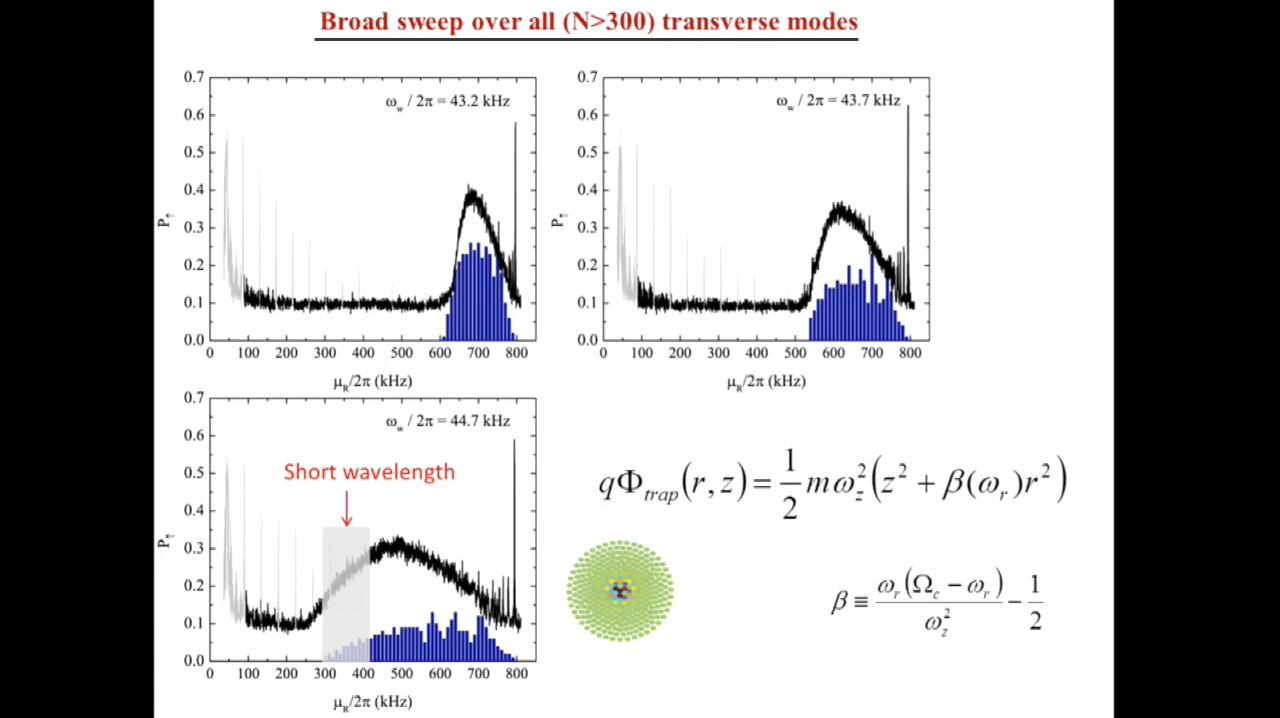 Broad sweep over all (N>300) transverse modes
ω_w / 2π = 43.2 kHz
P↑
0.7
0.6
0.5
0.4
0.3
0.2
0.1
0.0
0 100 200 300 400 500 600 700 800
μ_R/2π (kHz)
ω_w / 2π = 43.7 kHz
P↑
0.7
0.6
0.5
0.4
0.3
0.2
0.1
0.0
0 100 200 300 400 500 600 700 800
μ_R/2π (kHz)
ω_w / 2π = 44.7 kHz
Short wavelength
P↑
0.7
0.6
0.5
0.4
0.3
0.2
0.1
0.0
0 100 200 300 400 500 600 700 800
μ_R/2π (kHz)
qΦ_trap(r, z) = 1/2 mω_z^2(z^2 + β(ω_r)r^2)
β ≡ ω_r(Ω_c − ω_r)/ω_z^2 − 1/2